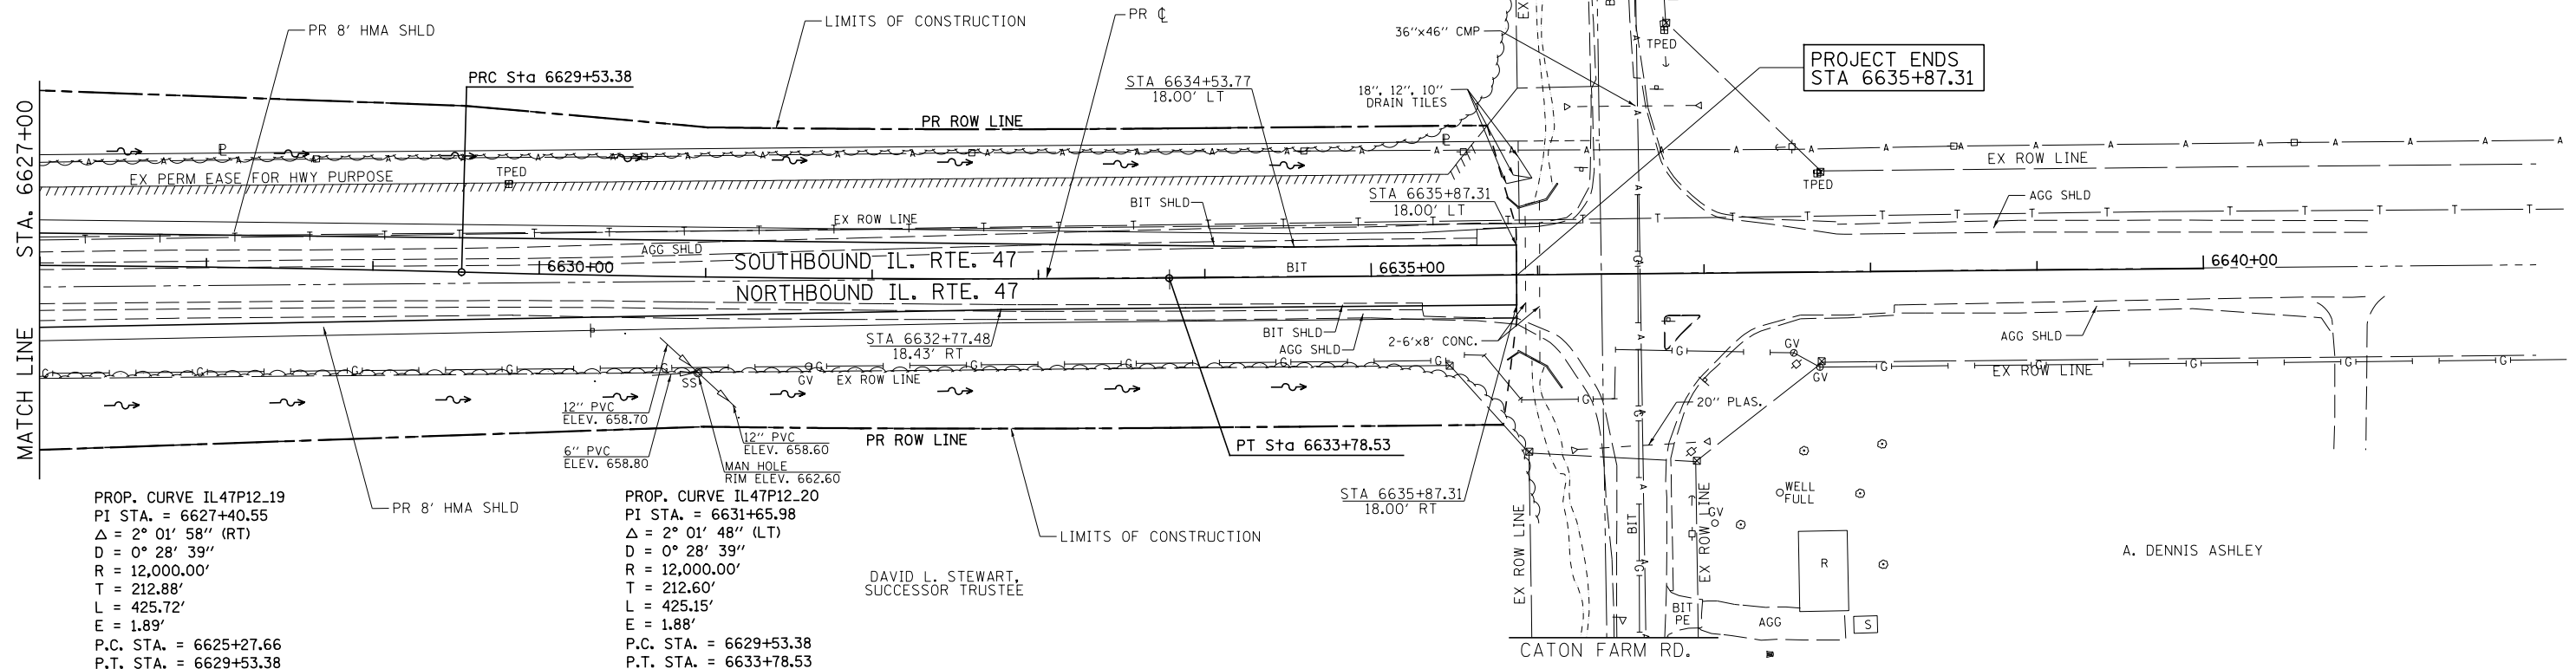 PR 8' HMA SHLD
LIMITS OF CONSTRUCTION
PR ℄
36''x46'' CMP
TPED
PROJECT ENDS
STA 6635+87.31
PRC Sta 6629+53.38
STA 6634+53.77
18.00' LT
18'', 12'', 10''
DRAIN TILES
MATCH LINE STA. 6627+00
PR ROW LINE
EX PERM EASE FOR HWY PURPOSE
TPED
EX ROW LINE
TPED
STA 6635+87.31
18.00' LT
BIT SHLD
AGG SHLD
EX ROW LINE
AGG SHLD
SOUTHBOUND IL. RTE. 47
NORTHBOUND IL. RTE. 47
6630+00
BIT
6635+00
6640+00
STA 6632+77.48
18.43' RT
BIT SHLD
AGG SHLD
2-6'x8' CONC.
AGG SHLD
GV
GV
EX ROW LINE
SS
GV
EX ROW LINE
12'' PVC
ELEV. 658.70
6'' PVC
ELEV. 658.80
12'' PVC
ELEV. 658.60
MAN HOLE
RIM ELEV. 662.60
PR ROW LINE
PT Sta 6633+78.53
20'' PLAS.
STA 6635+87.31
18.00' RT
PR 8' HMA SHLD
LIMITS OF CONSTRUCTION
WELL
FULL
GV
EX ROW LINE
BIT
EX ROW LINE
R
A. DENNIS ASHLEY
DAVID L. STEWART,
SUCCESSOR TRUSTEE
BIT
PE
AGG
S
CATON FARM RD.
PROP. CURVE IL47P12_19
PI STA. = 6627+40.55
Δ = 2° 01' 58'' (RT)
D = 0° 28' 39''
R = 12,000.00'
T = 212.88'
L = 425.72'
E = 1.89'
P.C. STA. = 6625+27.66
P.T. STA. = 6629+53.38
PROP. CURVE IL47P12_20
PI STA. = 6631+65.98
Δ = 2° 01' 48'' (LT)
D = 0° 28' 39''
R = 12,000.00'
T = 212.60'
L = 425.15'
E = 1.88'
P.C. STA. = 6629+53.38
P.T. STA. = 6633+78.53